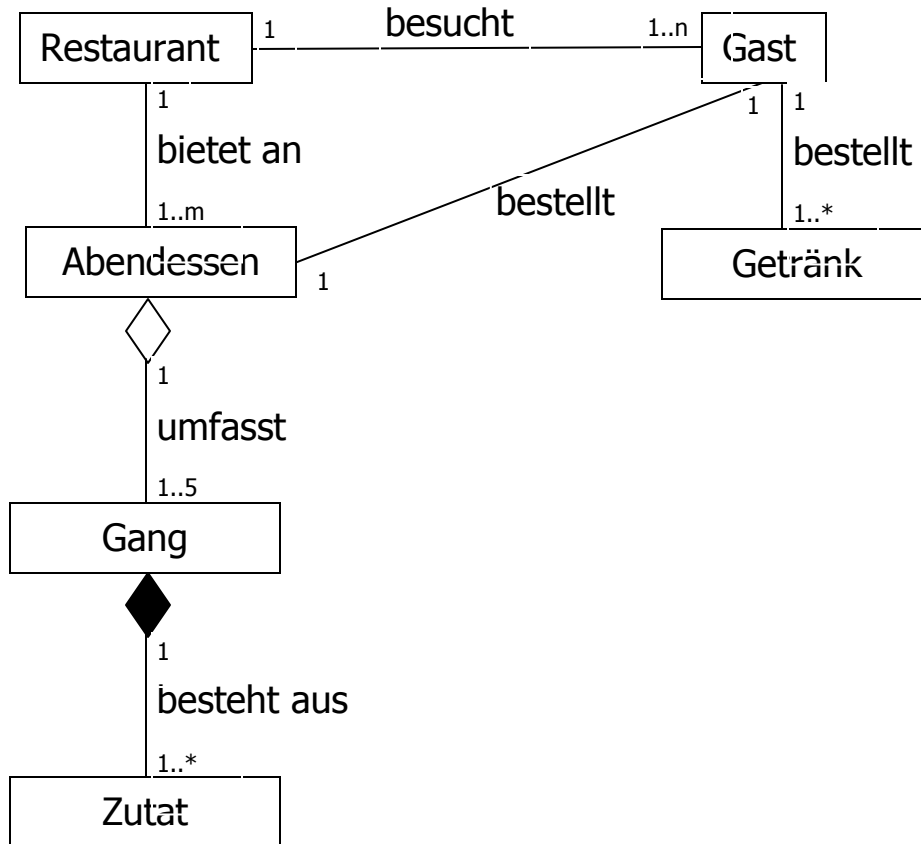 Restaurant
1
besucht
1..n
Gast
1
bietet an
1..m
1
1
bestellt
1..*
bestellt
Abendessen
1
Getränk
1
umfasst
1..5
Gang
1
besteht aus
1..*
Zutat